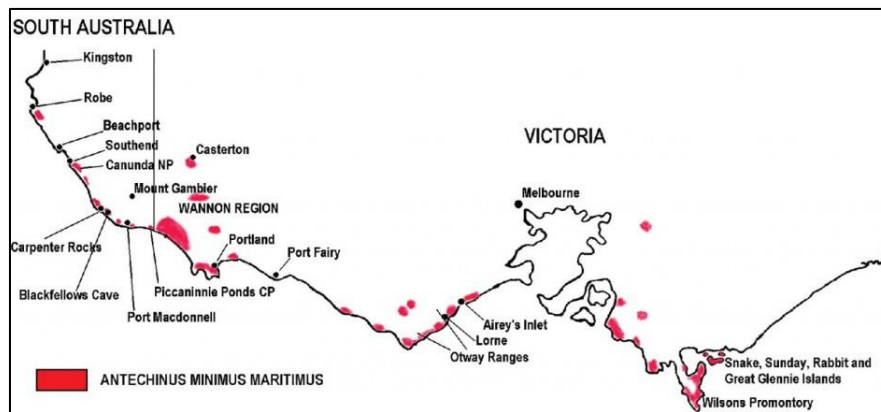 SOUTH AUSTRALIA
Kingston
Robe
Beachport
Southend
Canunda NP
Casterton
VICTORIA
Mount Gambier
Melbourne
WANNON REGION
Carpenter Rocks
Portland
Port Fairy
Blackfellows Cave
Piccaninnie Ponds CP
Port Macdonnell
Airey's Inlet
Lorne
Otway Ranges
Snake, Sunday, Rabbit and
Great Glennie Islands
ANTECHINUS MINIMUS MARITIMUS
Wilsons Promontory